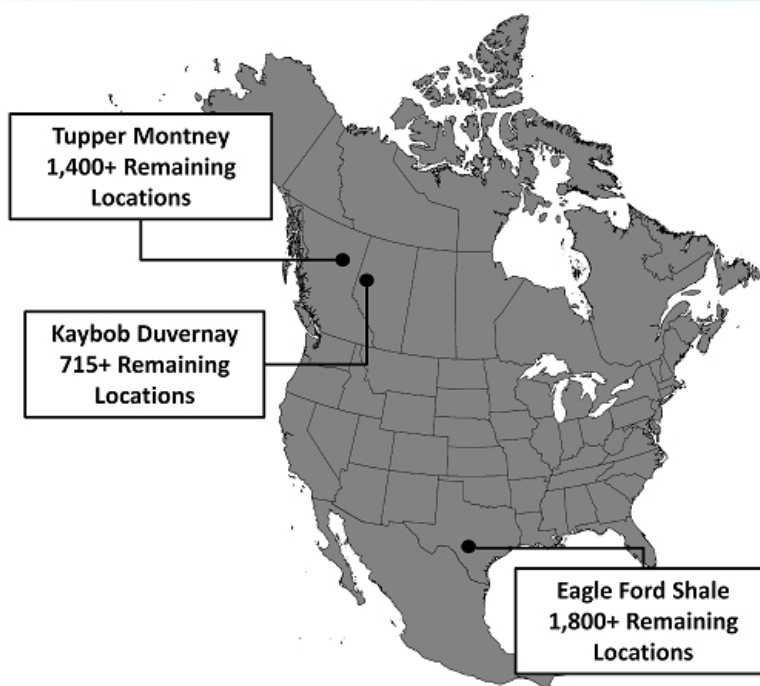 Tupper Montney
1,400+ Remaining
Locations
Kaybob Duvernay
715+ Remaining
Locations
Eagle Ford Shale
1,800+ Remaining
Locations